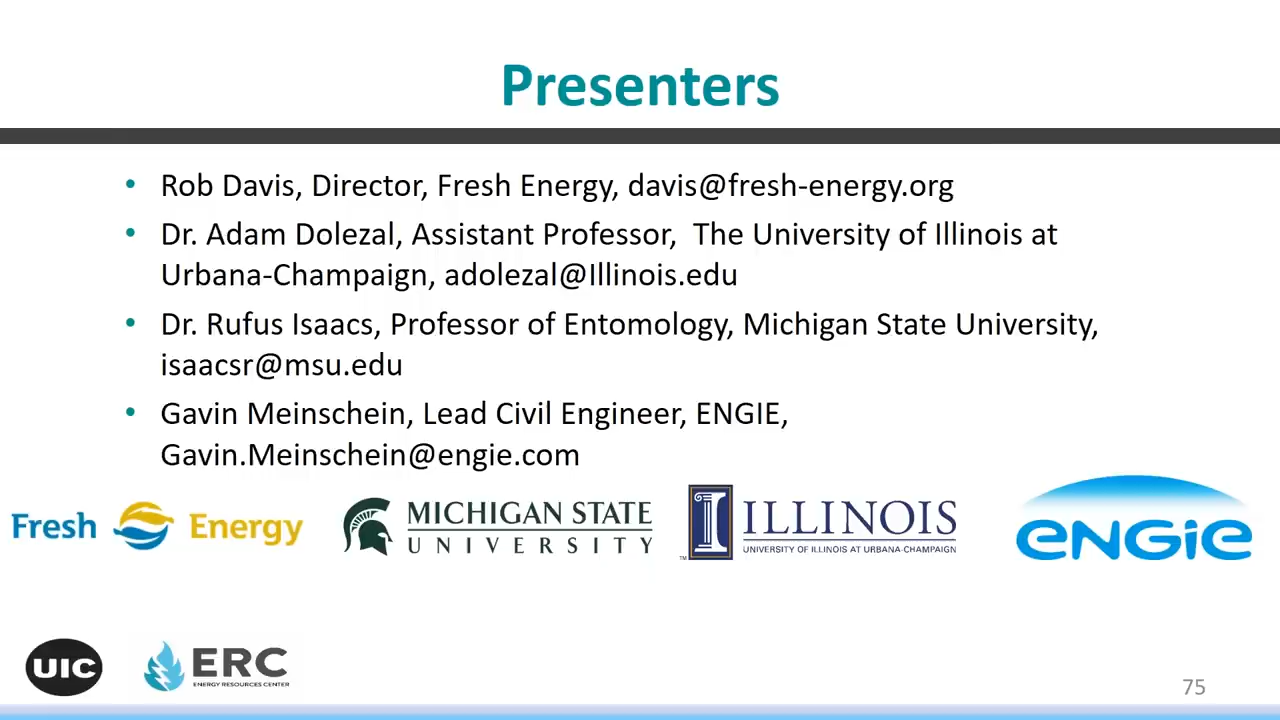 Presenters
• Rob Davis, Director, Fresh Energy, davis@fresh-energy.org
• Dr. Adam Dolezal, Assistant Professor,  The University of Illinois at
Urbana-Champaign, adolezal@Illinois.edu
• Dr. Rufus Isaacs, Professor of Entomology, Michigan State University,
isaacsr@msu.edu
• Gavin Meinschein, Lead Civil Engineer, ENGIE,
Gavin.Meinschein@engie.com
Fresh Energy
MICHIGAN STATE
UNIVERSITY
I ILLINOIS
UNIVERSITY OF ILLINOIS AT URBANA-CHAMPAIGN
TM
eNGie
UIC
ERC
ENERGY RESOURCES CENTER
75